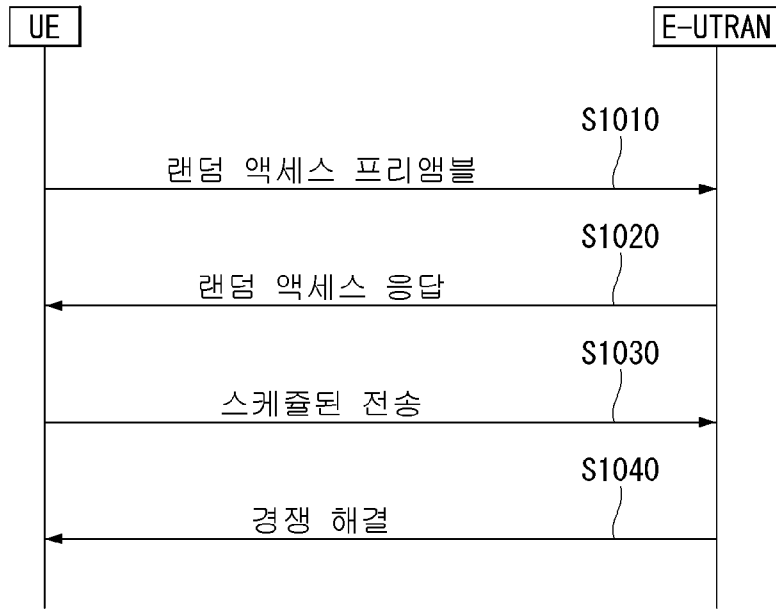 UE
E-UTRAN
S1010
랜덤 액세스 프리앰블
S1020
랜덤 액세스 응답
S1030
스케쥴된 전송
S1040
경쟁 해결